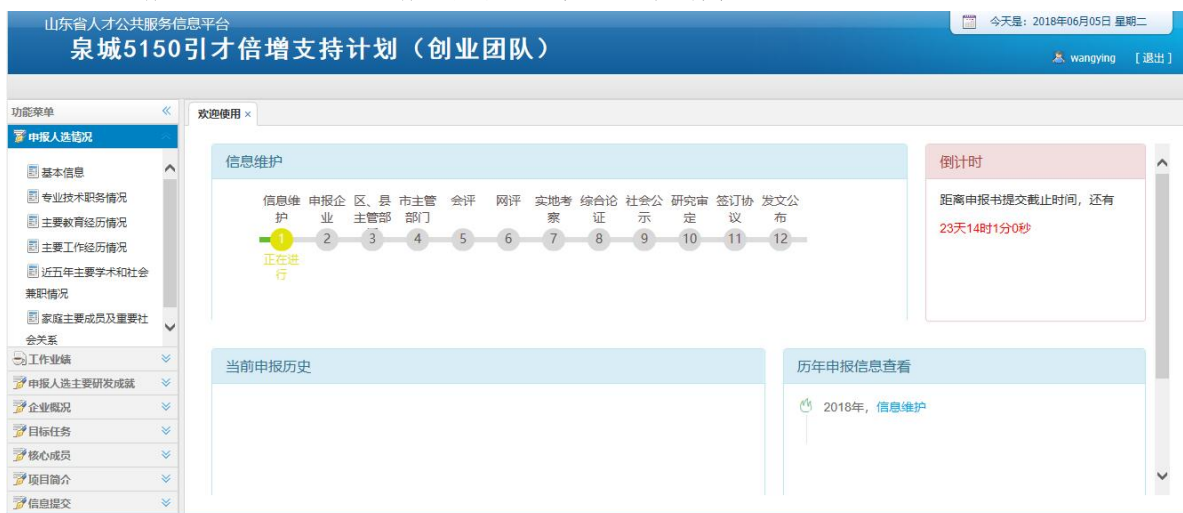 山东省人才公共服务信息平台
泉城5150引才倍增支持计划（创业团队）
今天是：2018年06月05日 星期二
wangying [退出]
功能菜单
欢迎使用 ×
申报人选情况
基本信息
专业技术职务情况
主要教育经历情况
主要工作经历情况
近五年主要学术和社会
兼职情况
家庭主要成员及重要社
会关系
工作业绩
申报人选主要研发成就
企业概况
目标任务
核心成员
项目简介
信息提交
信息维护
信息维 申报企 区、县 市主管 会评 网评 实地考 综合论 社会公 研究审 签订协 发文公
护 业 主管部 部门 察 证 示 定 议 布
1 2 3 4 5 6 7 8 9 10 11 12
正在进
行
倒计时
距离申报书提交截止时间，还有
23天14时1分0秒
当前申报历史
历年申报信息查看
2018年，信息维护